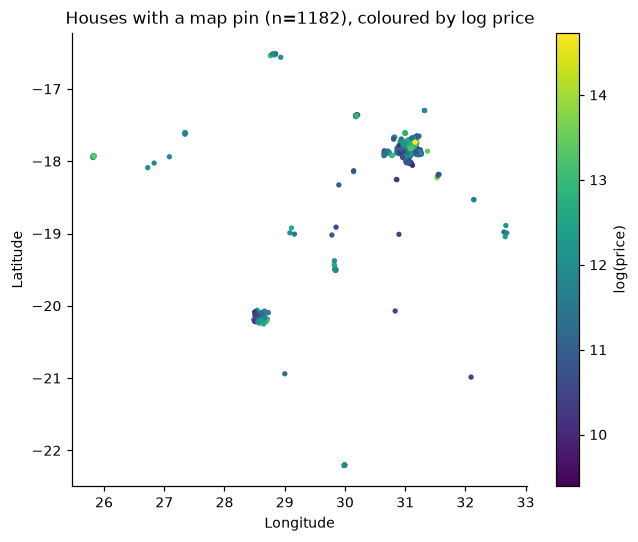 Houses with a map pin (n=1182), coloured by log price
−17
−18
−19
−20
−21
−22
Latitude
26 27 28 29 30 31 32 33
Longitude
14
13
12
11
10
log(price)